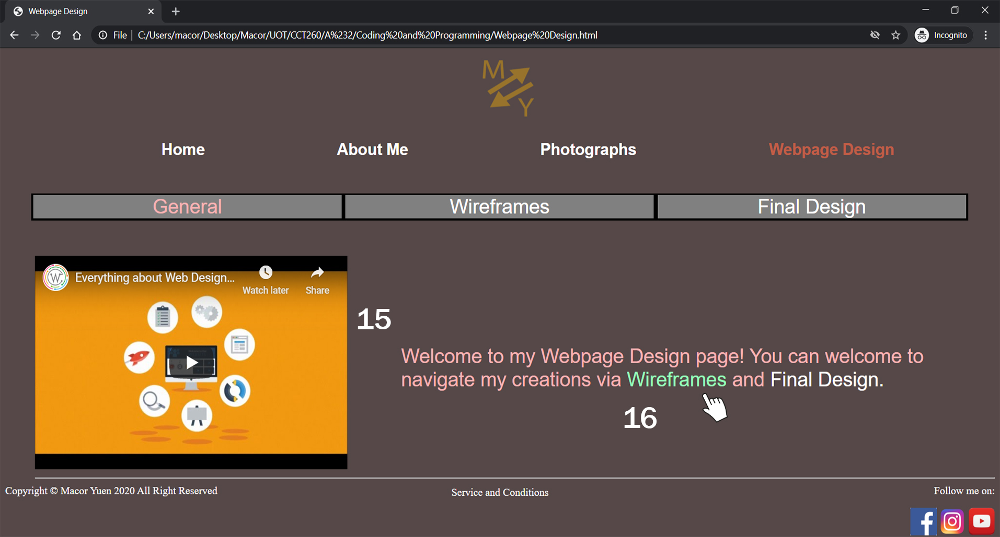 Webpage Design
File C:/Users/macor/Desktop/Macor/UOT/CCT260/A%232/Coding%20and%20Programming/Webpage%20Design.html
Incognito
M
Y
Home About Me Photographs Webpage Design
General Wireframes Final Design
W Everything about Web Design...
Watch later Share
15
Welcome to my Webpage Design page! You can welcome to
navigate my creations via Wireframes and Final Design.
16
Copyright © Macor Yuen 2020 All Right Reserved
Service and Conditions
Follow me on: